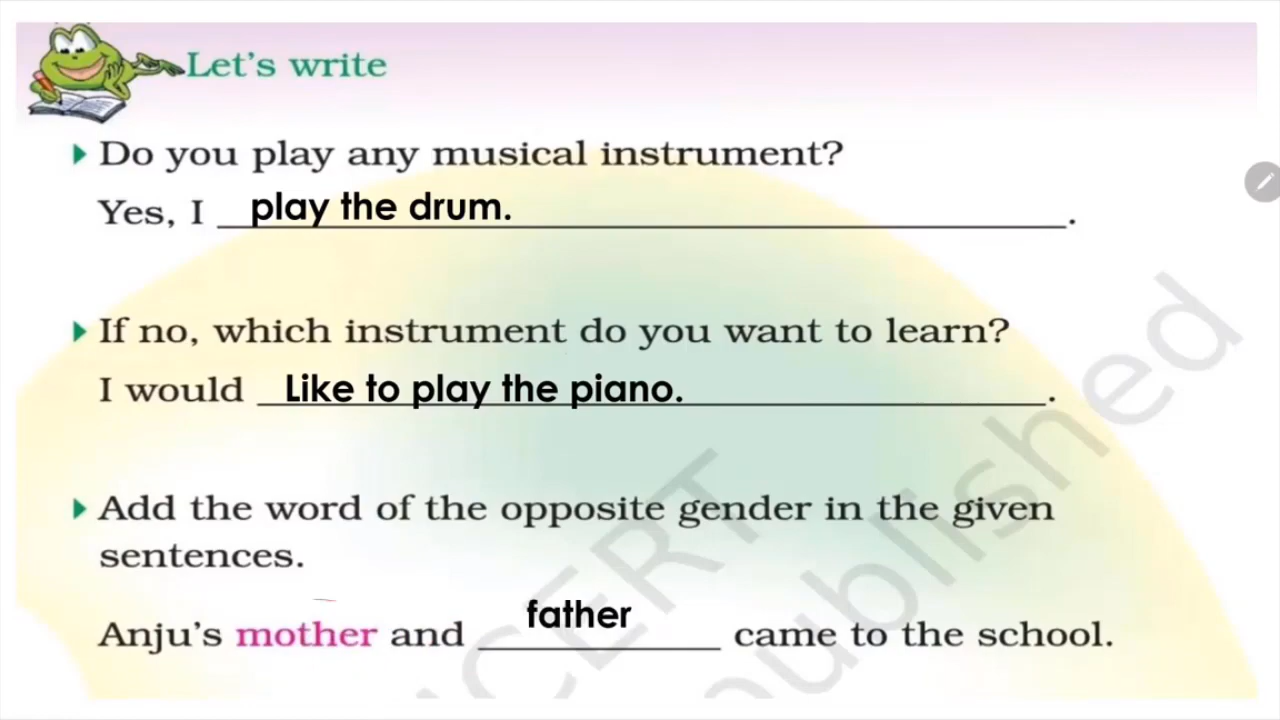 Let's write
Do you play any musical instrument?
Yes, I play the drum. .
If no, which instrument do you want to learn?
I would Like to play the piano. .
Add the word of the opposite gender in the given
sentences.
Anju's mother and father came to the school.
NCERT
published